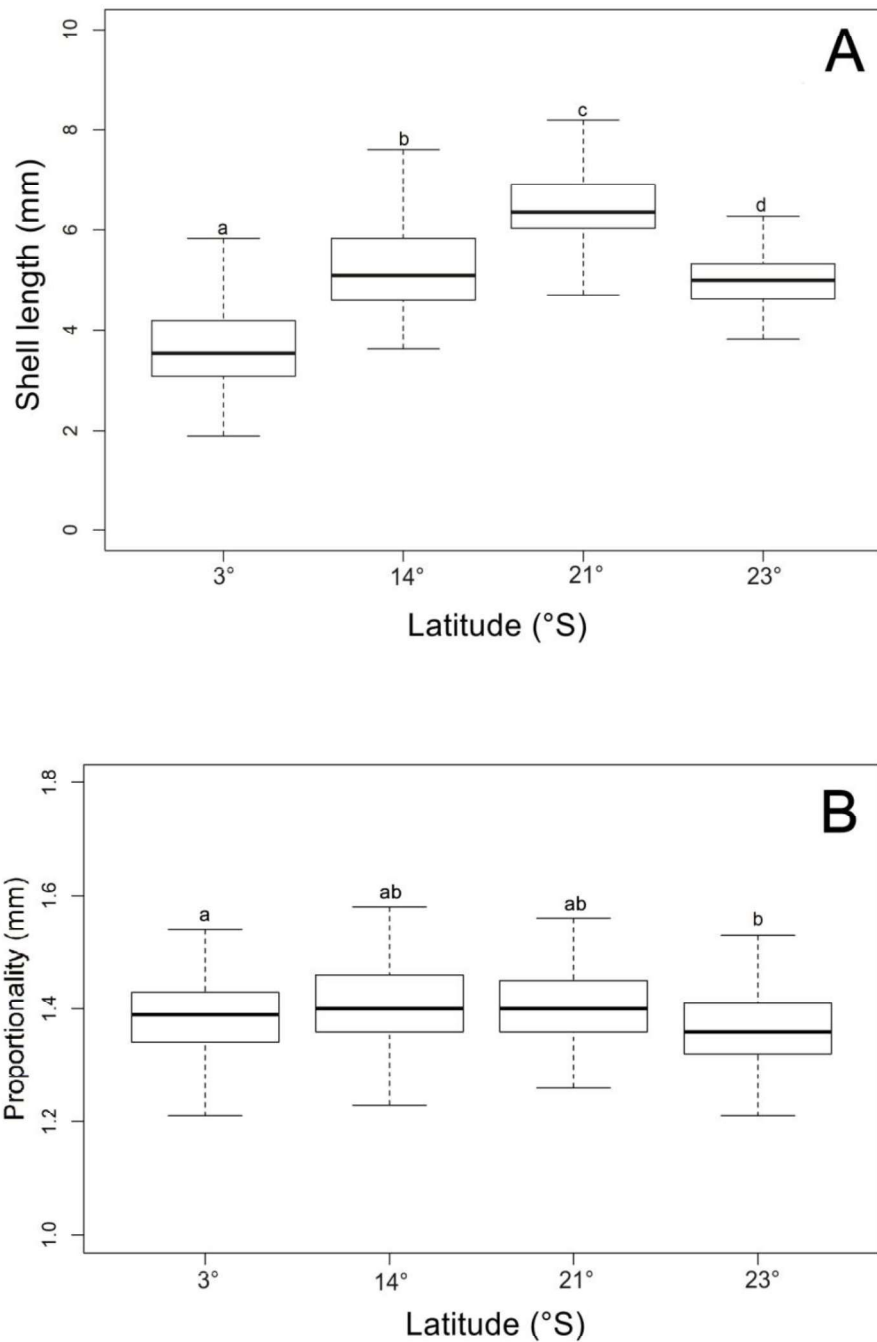 A
Shell length (mm)
10
8
6
4
2
0
a
b
c
d
3°
14°
21°
23°
Latitude (°S)
B
Proportionality (mm)
1.8
1.6
1.4
1.2
1.0
a
ab
ab
b
3°
14°
21°
23°
Latitude (°S)